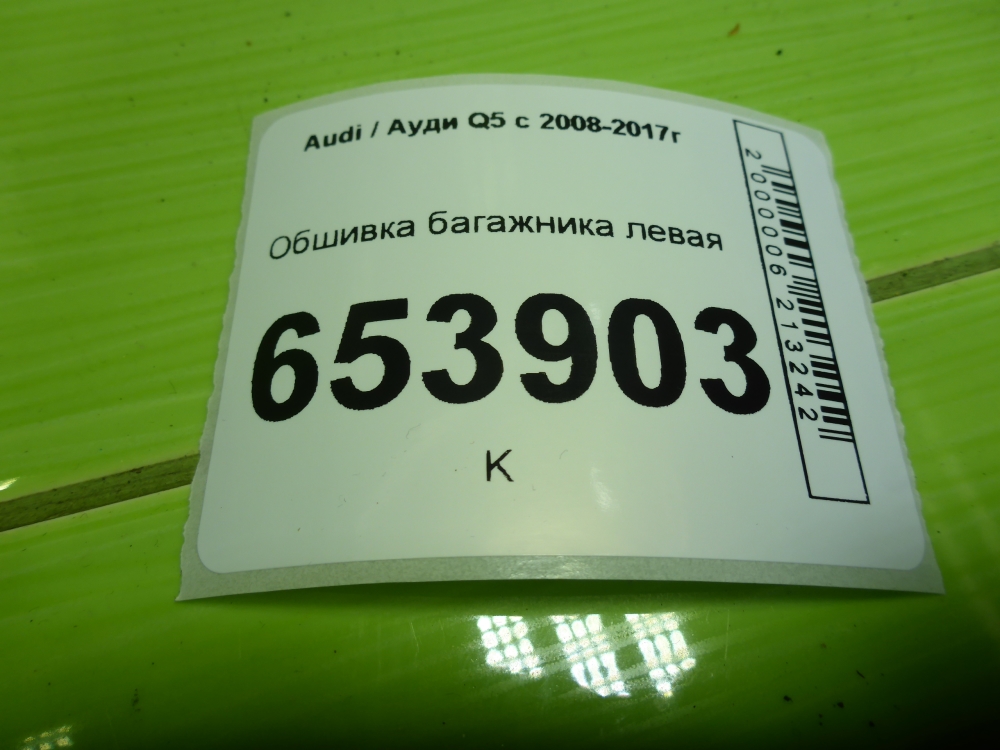 Audi / Ауди Q5 с 2008-2017г
Обшивка багажника левая
653903
К
2000006213242